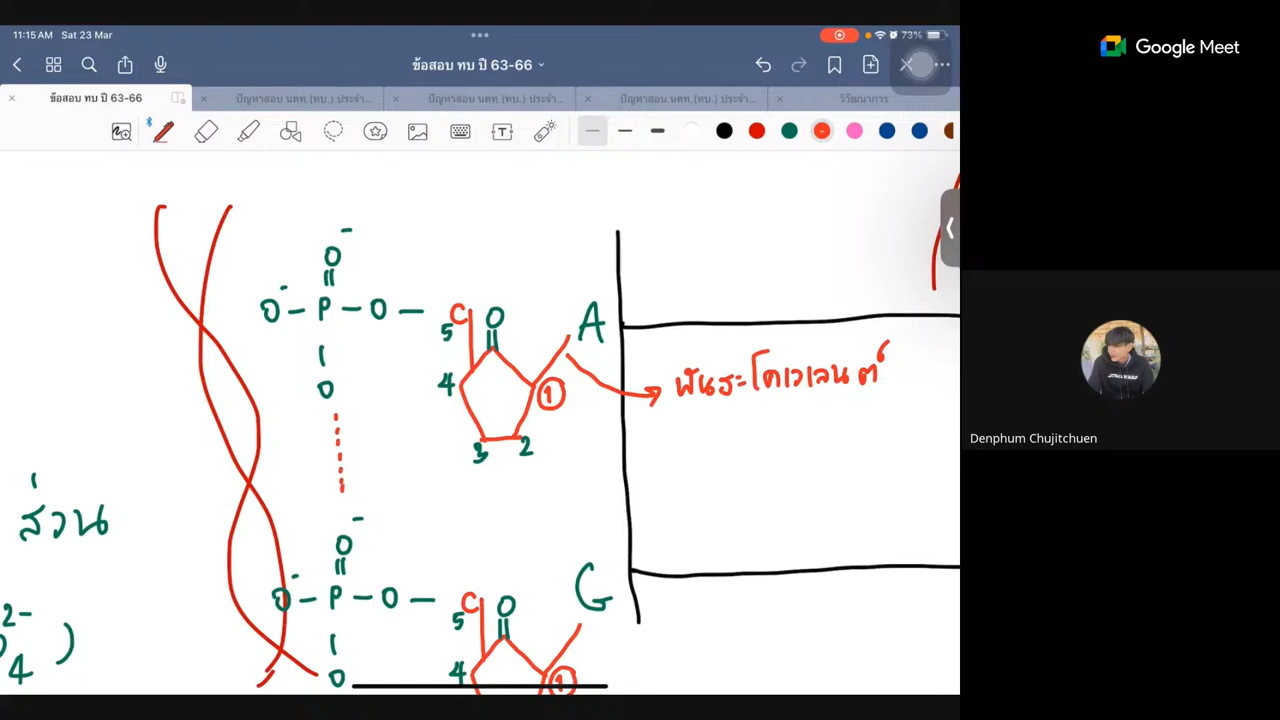 11:15 AM Sat 23 Mar
73%
Google Meet
ข้อสอบ ทบ ปี 63-66
ข้อสอบ ทบ ปี 63-66
ปัญหาสอบ นตท.(ทบ.) ประจำ...
ปัญหาสอบ นตท.(ทบ.) ประจำ...
ปัญหาสอบ นตท.(ทบ.) ประจำ...
วิวัฒนาการ
O-
O- - P - O -
O
C
5
O
4
3
2
1
A
พันธะโคเวเลนต์
ส่วน
2-
4 )
O-
O- - P - O -
O
C
5
O
4
1
G
Denphum Chujitchuen